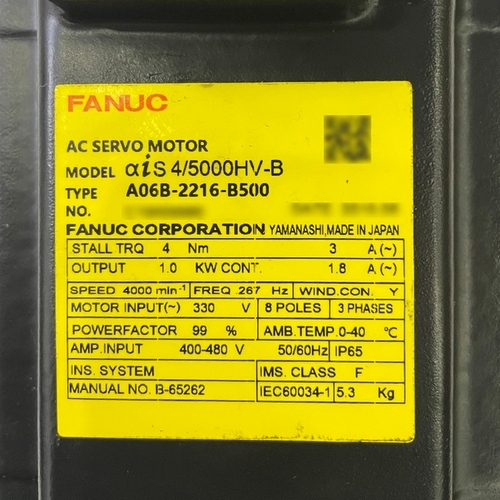 FANUC
AC SERVO MOTOR
MODEL αiS 4/5000HV-B
TYPE A06B-2216-B500
NO.
FANUC CORPORATION YAMANASHI,MADE IN JAPAN
STALL TRQ 4 Nm 3 A(~)
OUTPUT 1.0 KW CONT. 1.8 A(~)
SPEED 4000 min⁻¹ FREQ. 267 Hz WIND.CON. Y
MOTOR INPUT(~) 330 V 8 POLES 3 PHASES
POWERFACTOR 99 % AMB.TEMP.0-40 ℃
AMP.INPUT 400-480 V 50/60Hz IP65
INS. SYSTEM IMS. CLASS F
MANUAL NO. B-65262 IEC60034-1 5.3 Kg